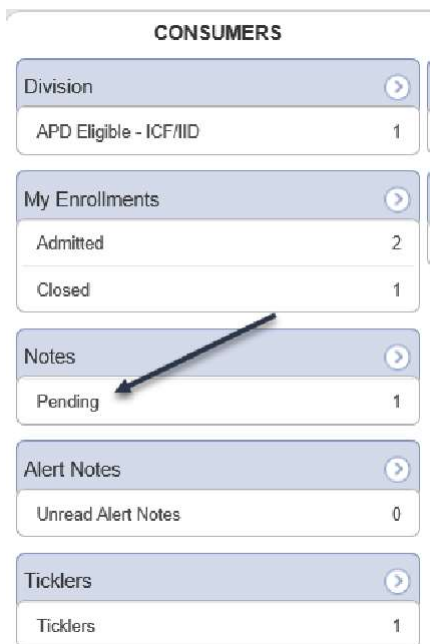 CONSUMERS
Division
APD Eligible - ICF/IID 1
My Enrollments
Admitted 2
Closed 1
Notes
Pending 1
Alert Notes
Unread Alert Notes 0
Ticklers
Ticklers 1